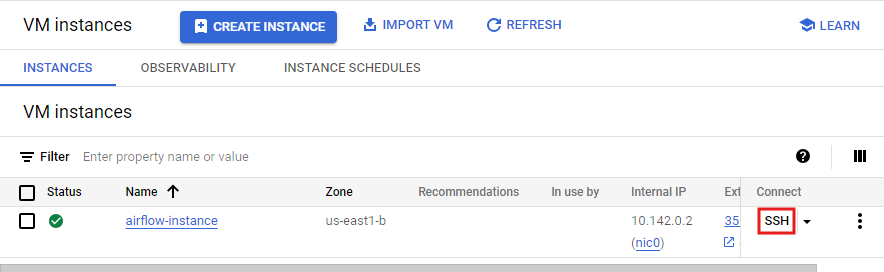 VM instances CREATE INSTANCE IMPORT VM REFRESH LEARN
INSTANCES OBSERVABILITY INSTANCE SCHEDULES
VM instances
Filter Enter property name or value
Status Name Zone Recommendations In use by Internal IP Ext Connect
airflow-instance us-east1-b 10.142.0.2 35 SSH
(nic0)